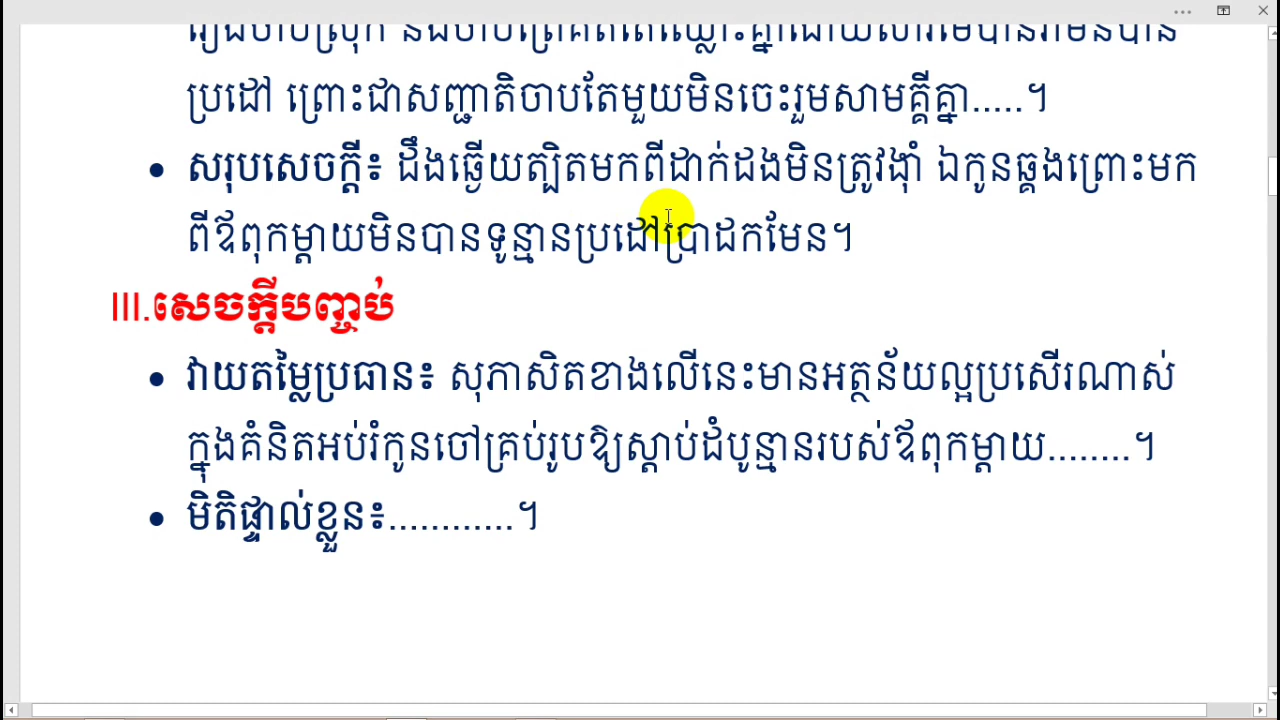 ប្រដៅ ព្រោះជាសញ្ជាតិចាបតែមួយមិនចេះរួមសាមគ្គីគ្នា.....។
• សរុបសេចក្ដី៖ ដឹងឆ្អើយត្បិតមកពីដាក់ដងមិនត្រូវង៉ាំ ឯកូនឆ្គងព្រោះមក
ពីឪពុកម្ដាយមិនបានទូន្មានប្រដៅប្រាដកមែន។
III.សេចក្ដីបញ្ចប់
• វាយតម្លៃប្រធាន៖ សុភាសិតខាងលើនេះមានអត្ថន័យល្អប្រសើរណាស់
ក្នុងគំនិតអប់រំកូនចៅគ្រប់រូបឱ្យស្ដាប់ដំបូន្មានរបស់ឪពុកម្ដាយ........។
• មិតិផ្ទាល់ខ្លួន៖............។